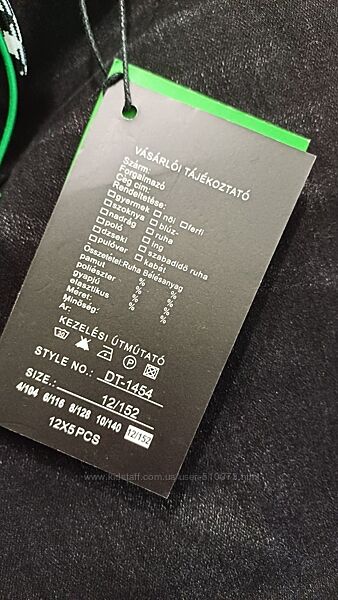 VÁSÁRLÓI TÁJÉKOZTATÓ
Szárm:
Forgalmazó
Cég cím:
Rendeltetése:
□gyermek □női □férfi
□szoknya □blúz-
□nadrág □ruha
□póló □ing
□dzseki □szabadidő ruha
□pulóver □kabát
Összetétel:Ruha Bélésanyag
pamut % %
poliészter % %
gyapjú % %
elasztikus % %
Méret:
Minőség:
Ár:
KEZELÉSI ÚTMUTATÓ
STYLE NO.: DT-1454
SIZE.: 12/152
4/104 6/116 8/128 10/140 12/152
12X5PCS